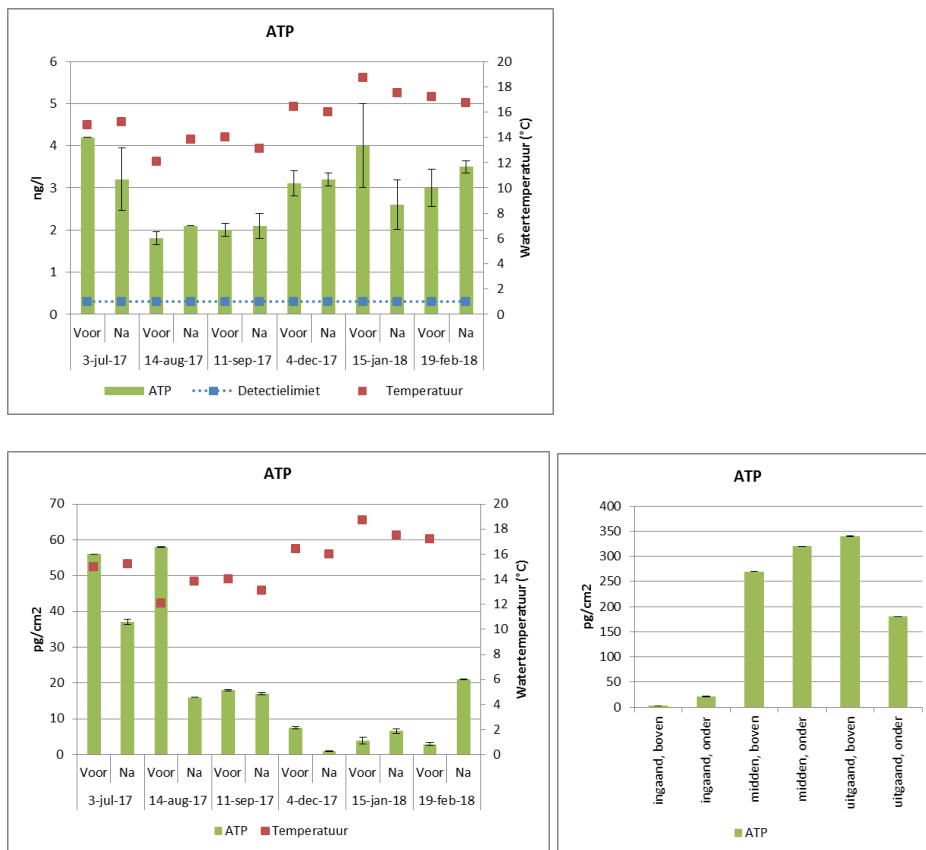 ATP
6
5
4
3
2
1
0
ng/l
20
18
16
14
12
10
8
6
4
2
0
Watertemperatuur (°C)
Voor Na Voor Na Voor Na Voor Na Voor Na Voor Na
3-jul-17 14-aug-17 11-sep-17 4-dec-17 15-jan-18 19-feb-18
ATP Detectielimiet Temperatuur
ATP
70
60
50
40
30
20
10
0
pg/cm2
20
18
16
14
12
10
8
6
4
2
0
Watertemperatuur (°C)
Voor Na Voor Na Voor Na Voor Na Voor Na Voor Na
3-jul-17 14-aug-17 11-sep-17 4-dec-17 15-jan-18 19-feb-18
ATP Temperatuur
ATP
400
350
300
250
200
150
100
50
0
pg/cm2
ingaand, boven
ingaand, onder
midden, boven
midden, onder
uitgaand, boven
uitgaand, onder
ATP